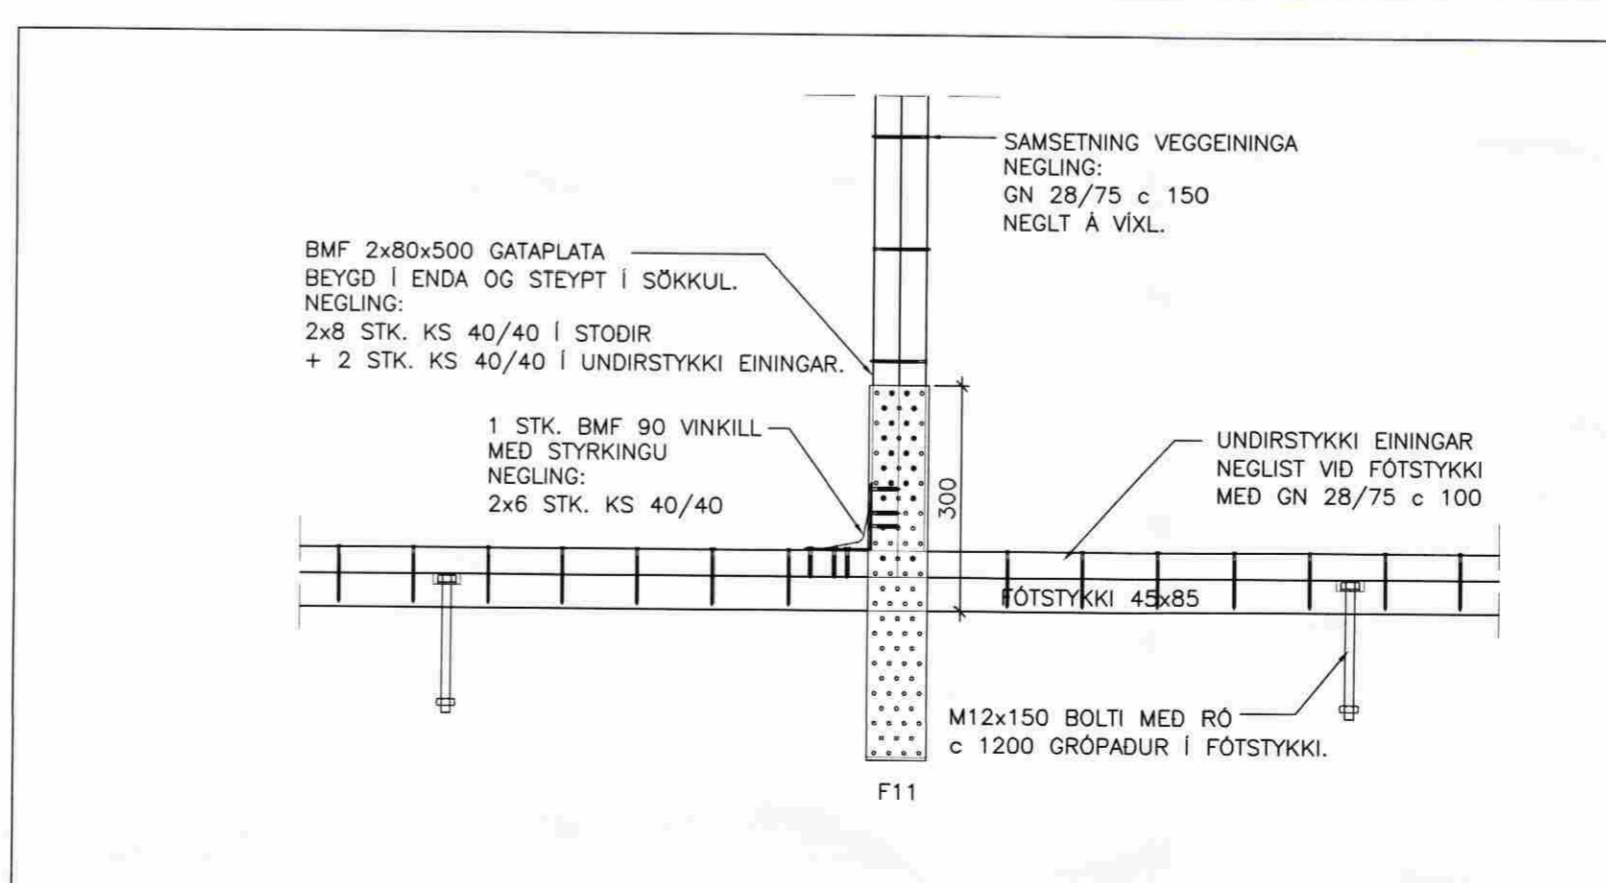 SAMSETNING VEGGEININGA
NEGLING:
GN 28/75 c 150
NEGLT Á VÍXL.
BMF 2x80x500 GATAPLATA
BEYGÐ Í ENDA OG STEYPT Í SÖKKUL.
NEGLING:
2x8 STK. KS 40/40 Í STOÐIR
+ 2 STK. KS 40/40 Í UNDIRSTYKKI EININGAR.
1 STK. BMF 90 VINKILL
MEÐ STYRKINGU
NEGLING:
2x6 STK. KS 40/40
UNDIRSTYKKI EININGAR
NEGLIST VIÐ FÓTSTYKKI
MEÐ GN 28/75 c 100
300
FÓTSTYKKI 45x85
M12x150 BOLTI MEÐ RÓ
c 1200 GRÓPAÐUR Í FÓTSTYKKI.
F11